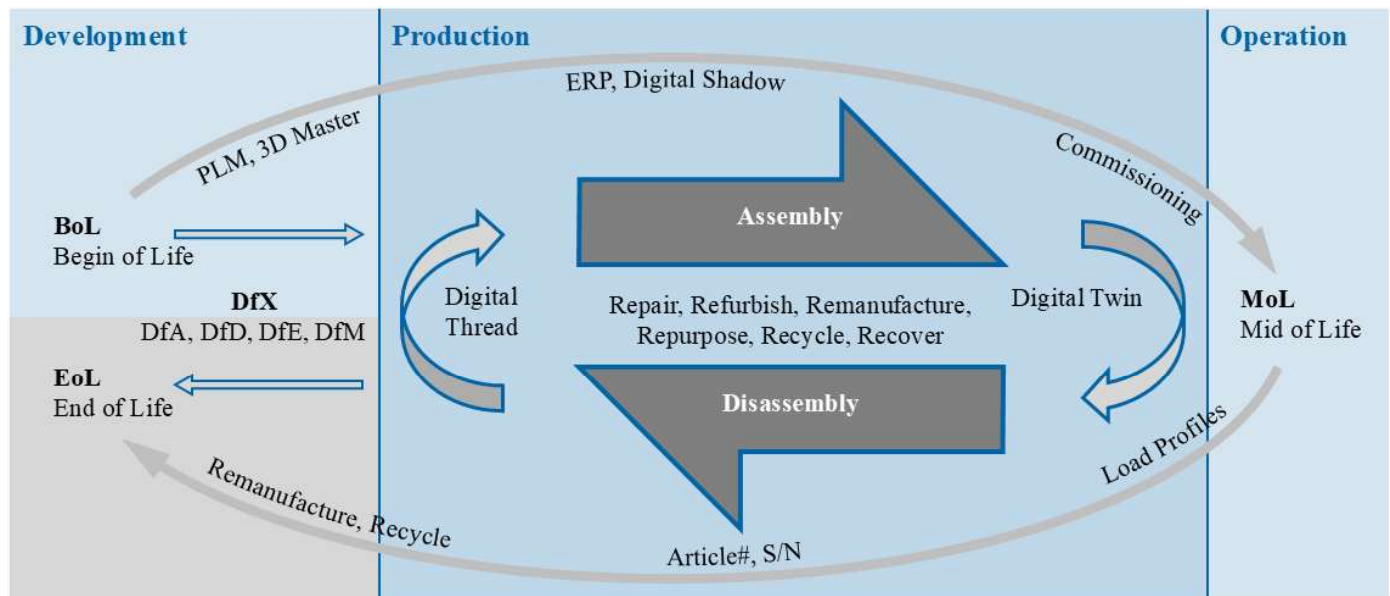 Development
Production
Operation
ERP, Digital Shadow
PLM, 3D Master
Commissioning
BoL
Begin of Life
Assembly
DfX
DfA, DfD, DfE, DfM
Digital
Thread
Repair, Refurbish, Remanufacture,
Repurpose, Recycle, Recover
Digital Twin
MoL
Mid of Life
EoL
End of Life
Disassembly
Load Profiles
Remanufacture, Recycle
Article#, S/N